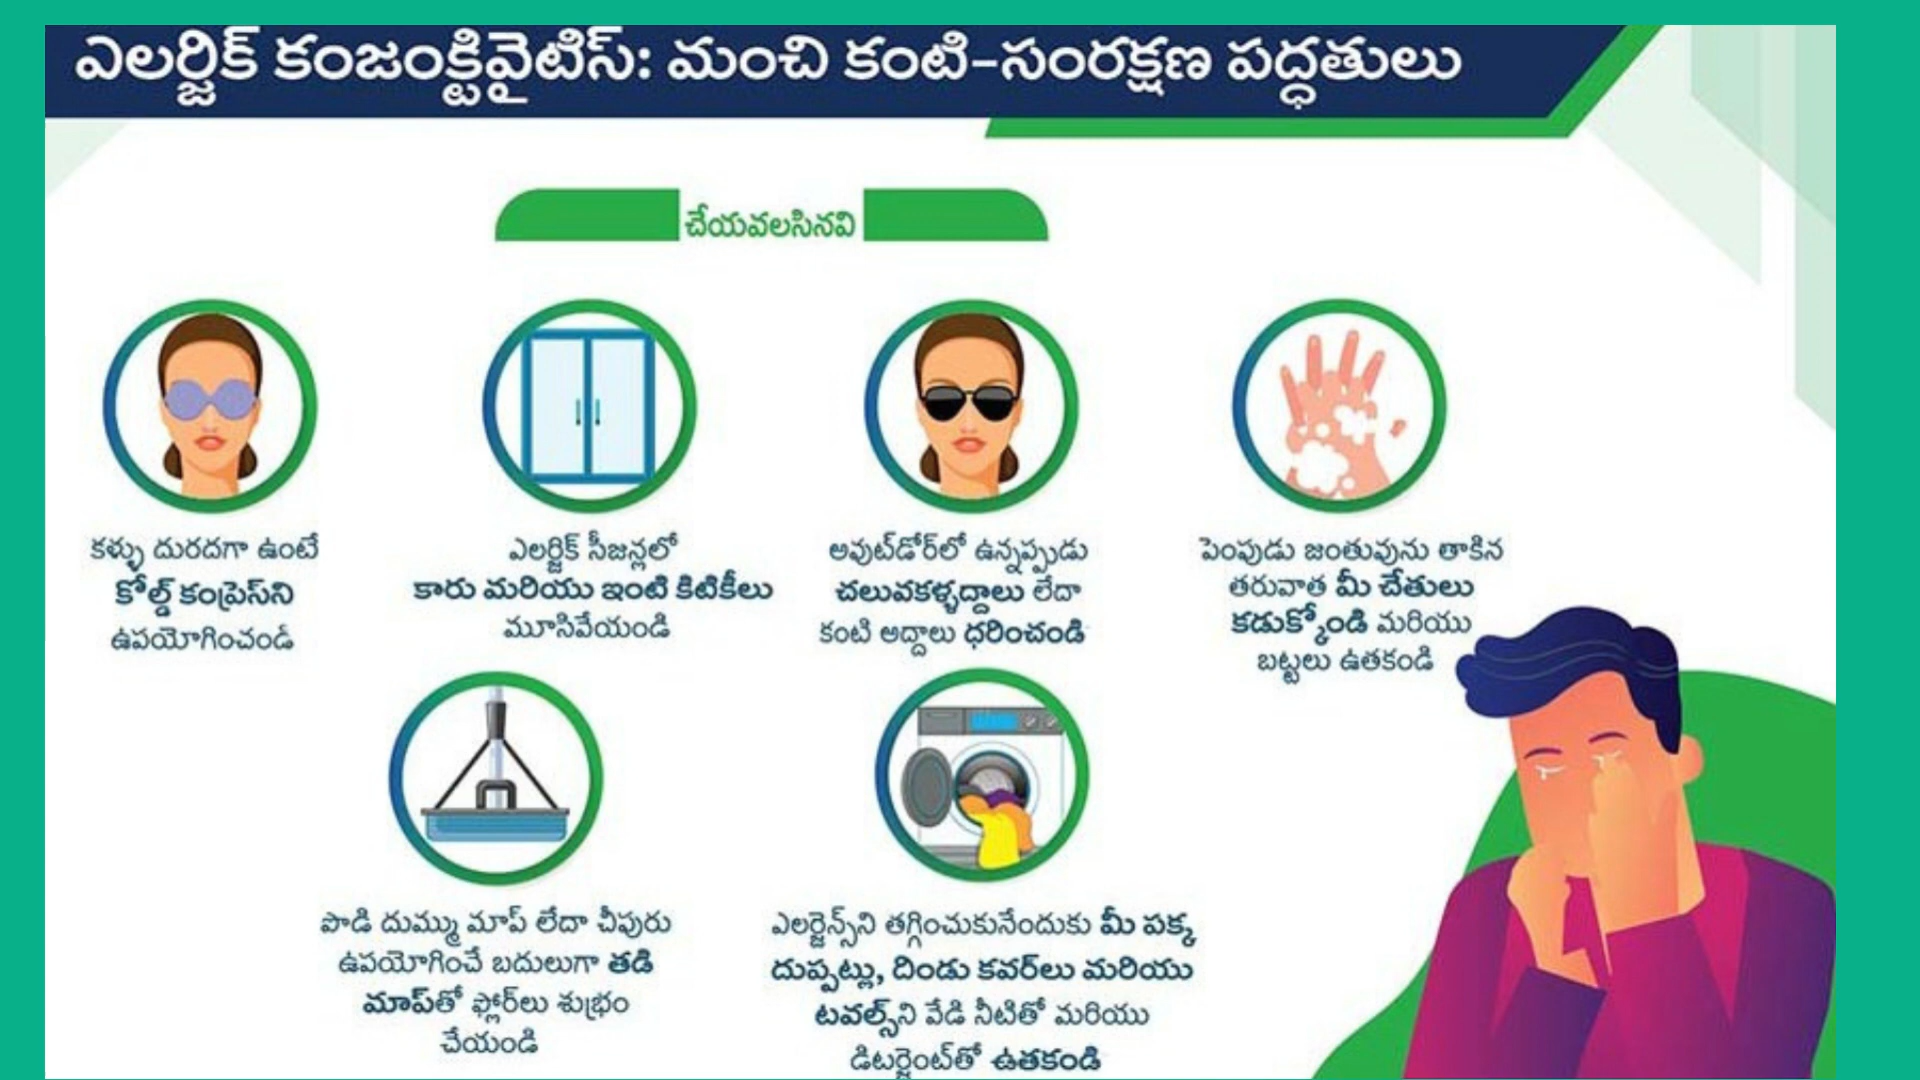 ఎలర్జిక్ కంజంక్టివైటిస్: మంచి కంటి-సంరక్షణ పద్ధతులు
చేయవలసినవి
కళ్ళు దురదగా ఉంటే
కోల్డ్ కంప్రెస్‌ని
ఉపయోగించండి
ఎలర్జిక్ సీజన్లలో
కారు మరియు ఇంటి కిటికీలు
మూసివేయండి
అవుట్‌డోర్‌లో ఉన్నప్పుడు
చలువకళ్ళద్దాలు లేదా
కంటి అద్దాలు ధరించండి
పెంపుడు జంతువును తాకిన
తరువాత మీ చేతులు
కడుక్కోండి మరియు
బట్టలు ఉతకండి
పొడి దుమ్ము మాప్ లేదా చీపురు
ఉపయోగించే బదులుగా తడి
మాప్‌తో ఫ్లోర్‌లు శుభ్రం
చేయండి
ఎలర్జెన్స్‌ని తగ్గించుకునేందుకు మీ పక్క
దుప్పట్లు, దిండు కవర్‌లు మరియు
టవల్స్‌ని వేడి నీటితో మరియు
డిటర్జెంట్‌తో ఉతకండి